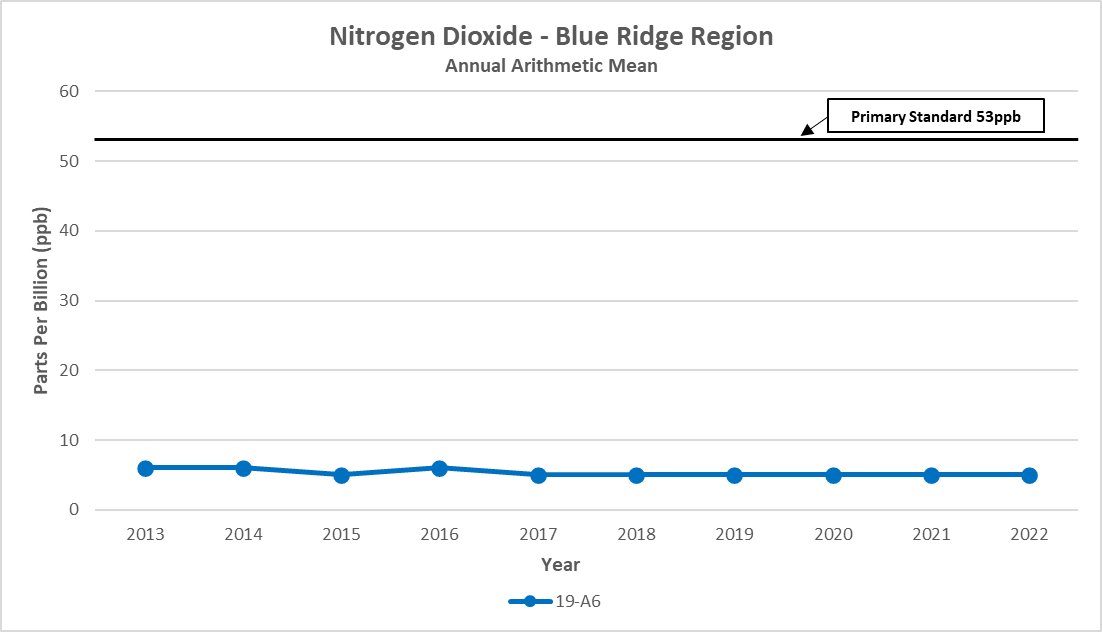 Nitrogen Dioxide - Blue Ridge Region
Annual Arithmetic Mean
60
Primary Standard 53ppb
50
40
30
20
10
0
Parts Per Billion (ppb)
2013 2014 2015 2016 2017 2018 2019 2020 2021 2022
Year
19-A6